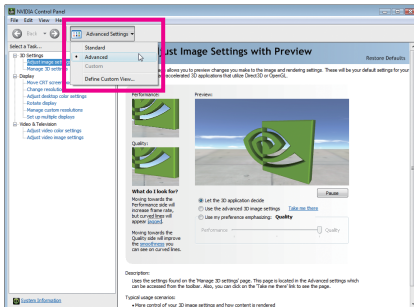 NVIDIA Control Panel
File Edit View
Back
Advanced Settings
Select a Task...
3D Settings
Adjust image settings
Manage 3D settings
Display
Move CRT screen
Change resolution
Adjust desktop color settings
Rotate display
Manage custom resolutions
Set up multiple displays
Video & Television
Adjust video color settings
Adjust video image settings
Standard
Advanced
Custom
Define Custom View...
ust Image Settings with Preview
Restore Defaults
allows you to preview changes you make to the image and rendering settings. These will be your default settings for your
accelerated 3D applications that utilize Direct3D or OpenGL.
Performance:
Preview:
Quality:
What do I look for?
Moving towards the
Performance side will
increase frame rate,
but curved lines will
appear jagged.
Moving towards the
Quality side will improve
the smoothness you
can see on curved lines.
Pause
Let the 3D application decide
Use the advanced 3D image settings Take me there
Use my preference emphasizing: Quality
Performance Quality
Description:
Uses the settings found on the 'Manage 3D settings' page. This page is located in the Advanced settings which
can be accessed from the toolbar. Also, you can click on the 'Take me there' link to see the page.
Typical usage scenarios:
• More control of your 3D image settings and how content is rendered
System Information